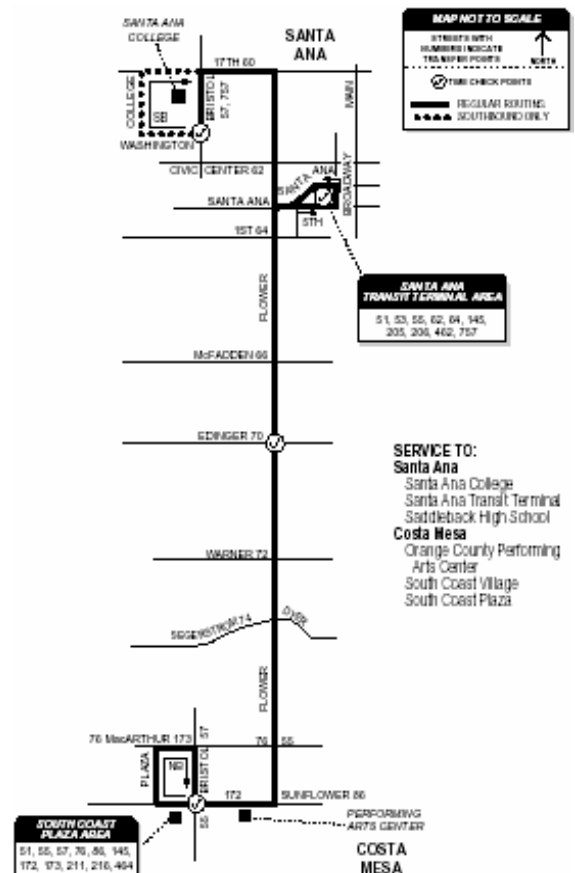 SANTA ANA
COLLEGE
SANTA
ANA
MAP NOT TO SCALE
STREETS WITH
NUMBERS INDICATE
TRANSFER POINTS
NORTH
TIME CHECK POINTS
REGULAR ROUTING
SOUTHBOUND ONLY
17TH 60
COLLEGE
SB
BRISTOL
57, 757
MAIN
WASHINGTON
CIVIC CENTER 62
SANTA ANA
BROADWAY
SANTA ANA
5TH
1ST 64
SANTA ANA
TRANSIT TERMINAL AREA
51, 53, 55, 62, 64, 145,
205, 206, 462, 757
FLOWER
McFADDEN 66
EDINGER 70
SERVICE TO:
Santa Ana
Santa Ana College
Santa Ana Transit Terminal
Saddleback High School
Costa Mesa
Orange County Performing
Arts Center
South Coast Village
South Coast Plaza
WARNER 72
SEGERSTROM 74
DYER
FLOWER
76 MacARTHUR 173
57
76
55
PLAZA
NB
BRISTOL
55
172
SUNFLOWER 86
PERFORMING
ARTS CENTER
SOUTH COAST
PLAZA AREA
51, 55, 57, 76, 86, 145,
172, 173, 211, 216, 464
COSTA
MESA